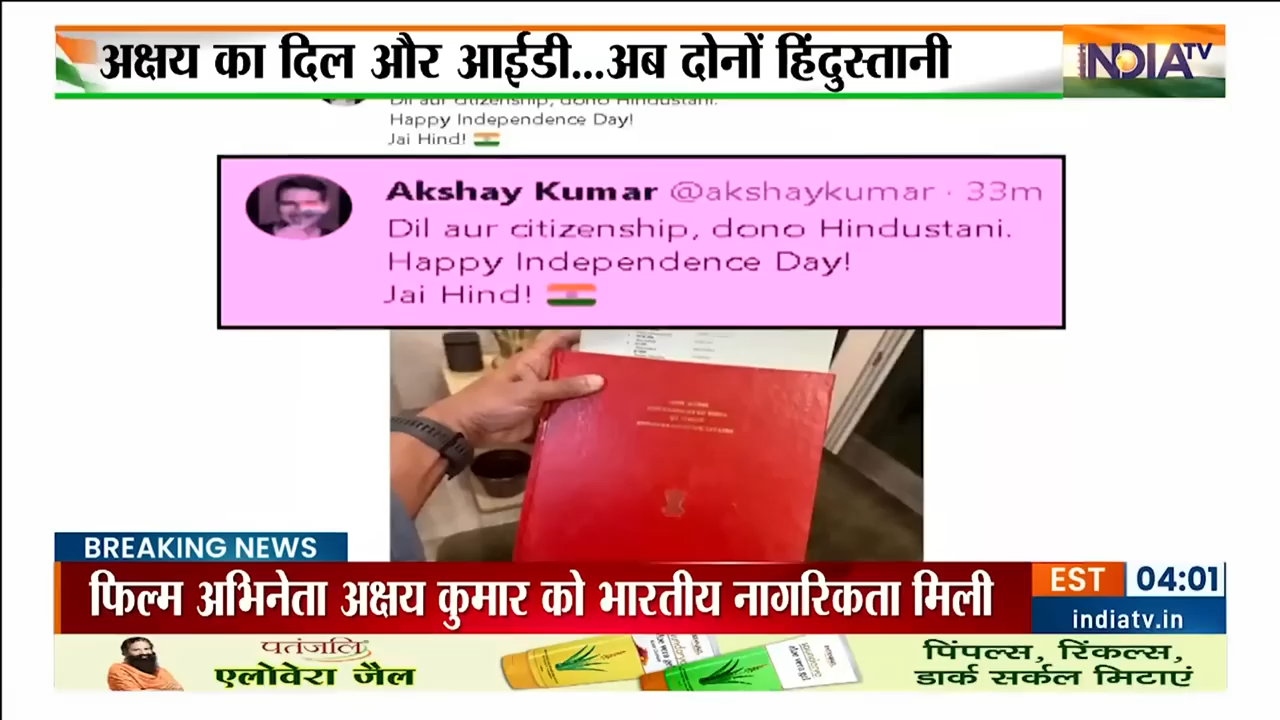 अक्षय का दिल और आईडी...अब दोनों हिंदुस्तानी
INDIA TV
Dil aur citizenship, dono Hindustani.
Happy Independence Day!
Jai Hind!
Akshay Kumar @akshaykumar · 33m
Dil aur citizenship, dono Hindustani.
Happy Independence Day!
Jai Hind!
BREAKING NEWS
फिल्म अभिनेता अक्षय कुमार को भारतीय नागरिकता मिली
EST 04:01
indiatv.in
पतंजलि
एलोवेरा जैल
पिंपल्स, रिंकल्स,
डार्क सर्कल मिटाएं